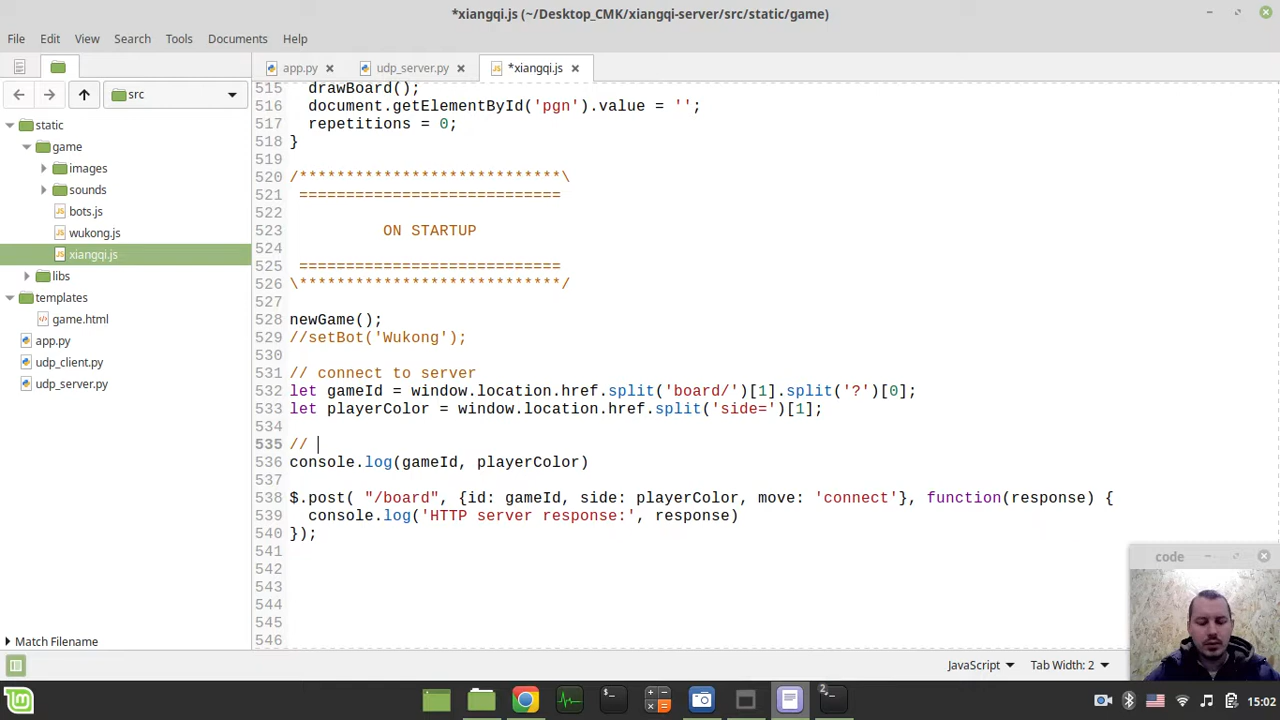 *xiangqi.js (~/Desktop_CMK/xiangqi-server/src/static/game)
File Edit View Search Tools Documents Help
app.py udp_server.py *xiangqi.js
src
static
game
images
sounds
bots.js
wukong.js
xiangqi.js
libs
templates
game.html
app.py
udp_client.py
udp_server.py
Match Filename
515 drawBoard();
516 document.getElementById('pgn').value = '';
517 repetitions = 0;
518 }
519
520 /****************************\
521 ============================
522
523 ON STARTUP
524
525 ============================
526 \****************************/
527
528 newGame();
529 //setBot('Wukong');
530
531 // connect to server
532 let gameId = window.location.href.split('board/')[1].split('?')[0];
533 let playerColor = window.location.href.split('side=')[1];
534
535 //
536 console.log(gameId, playerColor)
537
538 $.post( "/board", {id: gameId, side: playerColor, move: 'connect'}, function(response) {
539 console.log('HTTP server response:', response)
540 });
541
542
543
544
545
546
code
JavaScript Tab Width: 2
15:02